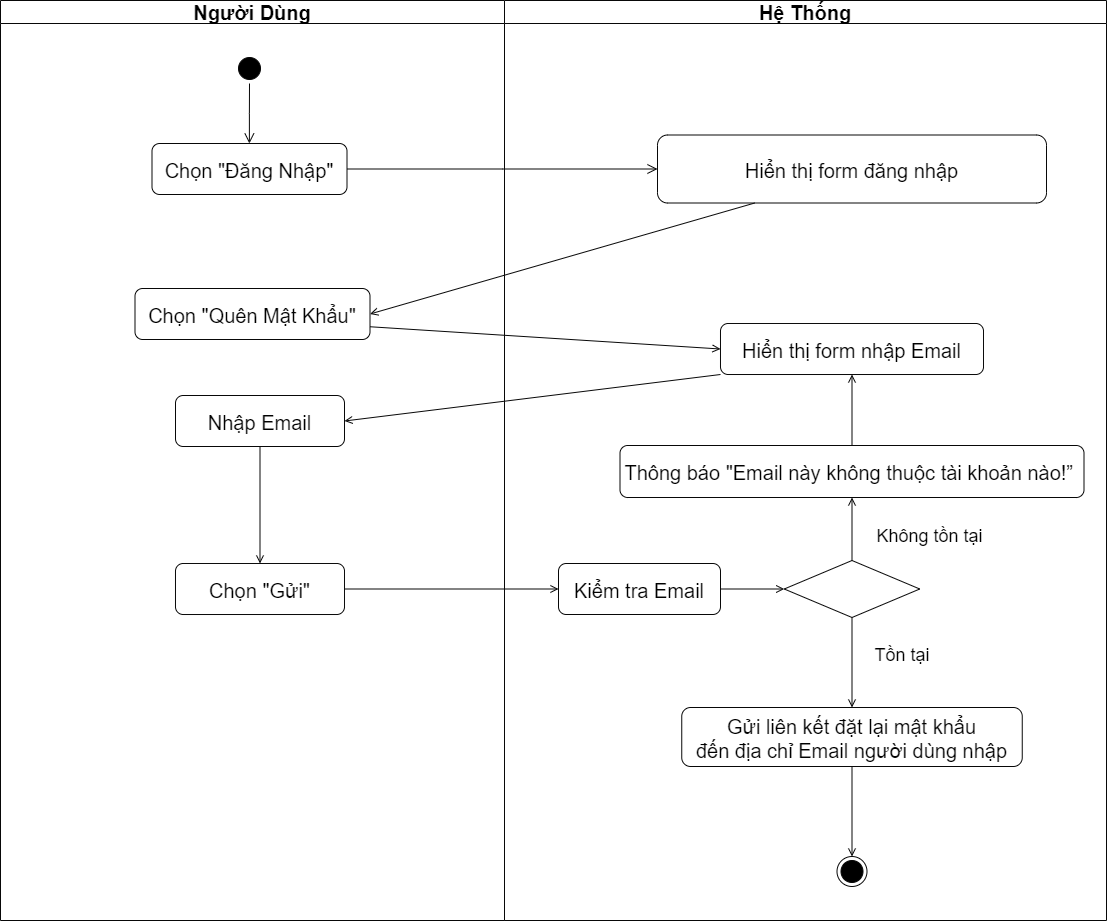 Người Dùng
Hệ Thống
Chọn "Đăng Nhập"
Hiển thị form đăng nhập
Chọn "Quên Mật Khẩu"
Hiển thị form nhập Email
Nhập Email
Thông báo "Email này không thuộc tài khoản nào!”
Không tồn tại
Chọn "Gửi"
Kiểm tra Email
Tồn tại
Gửi liên kết đặt lại mật khẩu
đến địa chỉ Email người dùng nhập